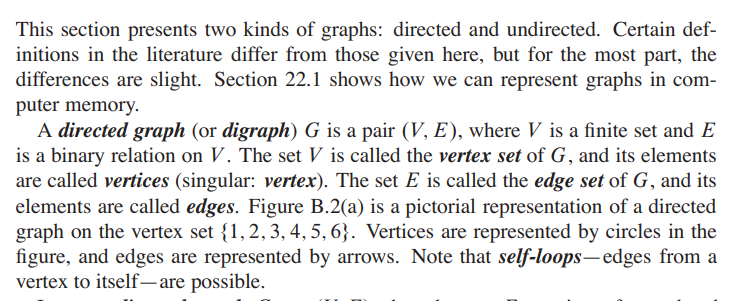 This section presents two kinds of graphs: directed and undirected. Certain def-
initions in the literature differ from those given here, but for the most part, the
differences are slight. Section 22.1 shows how we can represent graphs in com-
puter memory.
A directed graph (or digraph) G is a pair (V, E), where V is a finite set and E
is a binary relation on V. The set V is called the vertex set of G, and its elements
are called vertices (singular: vertex). The set E is called the edge set of G, and its
elements are called edges. Figure B.2(a) is a pictorial representation of a directed
graph on the vertex set {1, 2, 3, 4, 5, 6}. Vertices are represented by circles in the
figure, and edges are represented by arrows. Note that self-loops—edges from a
vertex to itself—are possible.